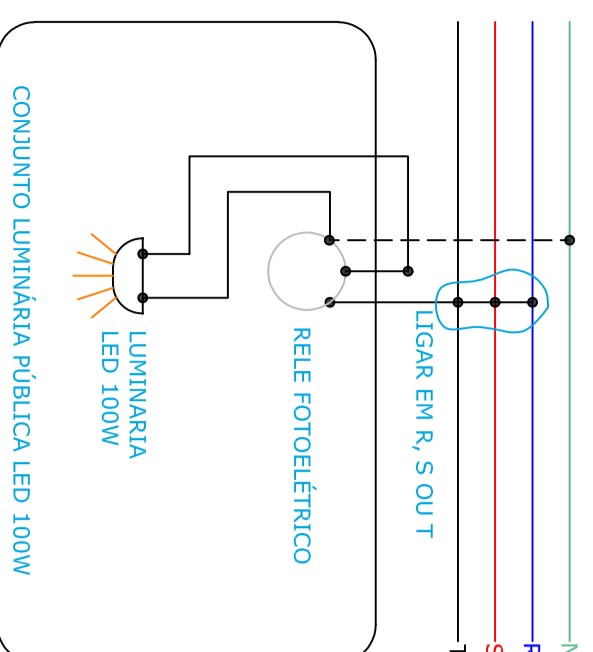 N
R
S
T
LIGAR EM R, S OU T
RELE FOTOELÉTRICO
LUMINARIA
LED 100W
CONJUNTO LUMINÁRIA PÚBLICA LED 100W